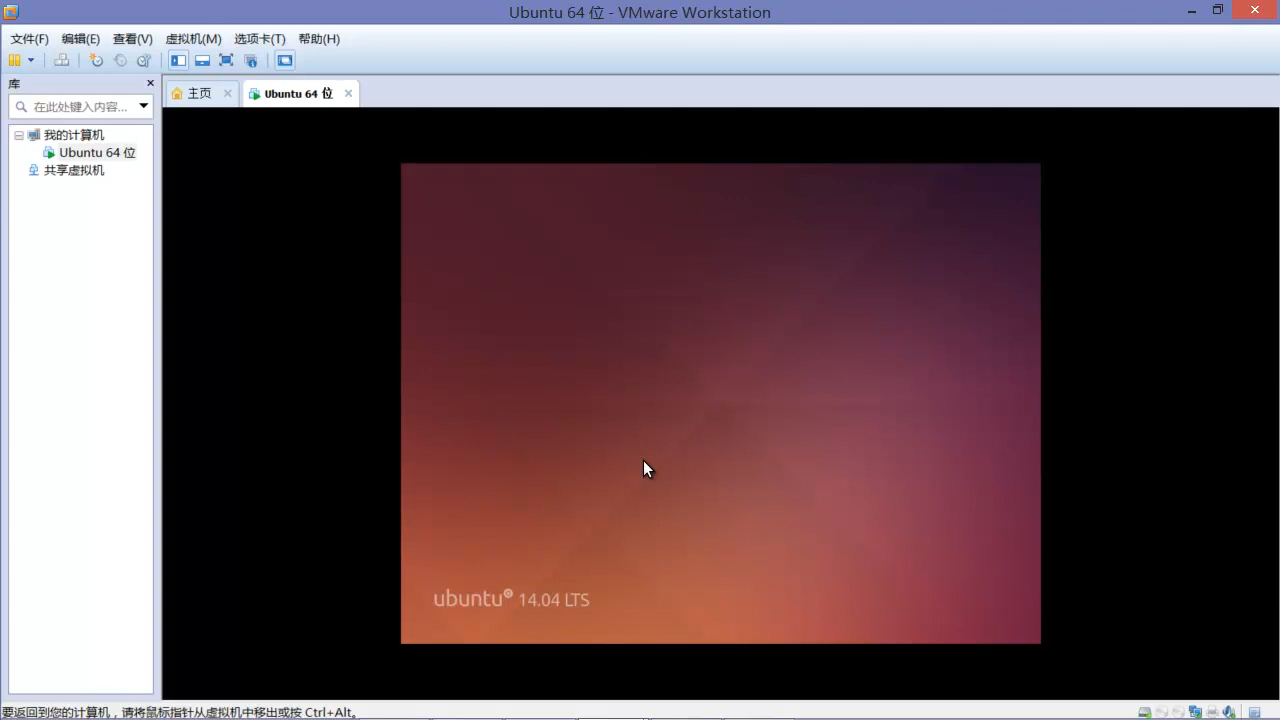 Ubuntu 64 位 - VMware Workstation
文件(F) 编辑(E) 查看(V) 虚拟机(M) 选项卡(T) 帮助(H)
库
在此处键入内容...
我的计算机
Ubuntu 64 位
共享虚拟机
主页
Ubuntu 64 位
ubuntu® 14.04 LTS
要返回到您的计算机，请将鼠标指针从虚拟机中移出或按 Ctrl+Alt。